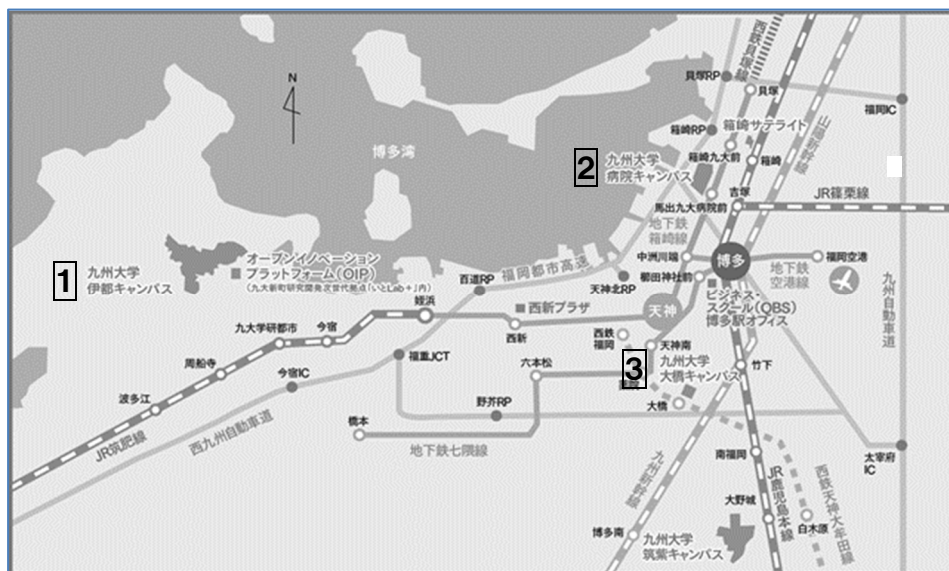 N
博多湾
西鉄貝塚線
貝塚RP
貝塚
福岡IC
箱崎RP
箱崎サテライト
山陽新幹線
2
九州大学
病院キャンパス
箱崎九大前
箱崎
吉塚
JR篠栗線
馬出九大病院前
地下鉄
箱崎線
1
九州大学
伊都キャンパス
オープンイノベーション
プラットフォーム(OIP)
福岡都市高速
中洲川端
博多
福岡空港
櫛田神社前
地下鉄
空港線
百道RP
天神北RP
九州自動車道
姪浜
西新プラザ
天神
ビジネス・
スクール(QBS)
博多駅オフィス
九大学研都市
今宿
西新
西鉄
福岡
天神南
福重JCT
六本松
3
九州大学
大橋キャンパス
竹下
周船寺
今宿IC
波多江
野芥RP
大橋
橋本
JR筑肥線
西九州自動車道
地下鉄七隈線
九州新幹線
南福岡
太宰府
IC
JR鹿児島本線
西鉄天神大牟田線
大野城
白木原
博多南
九州大学
筑紫キャンパス